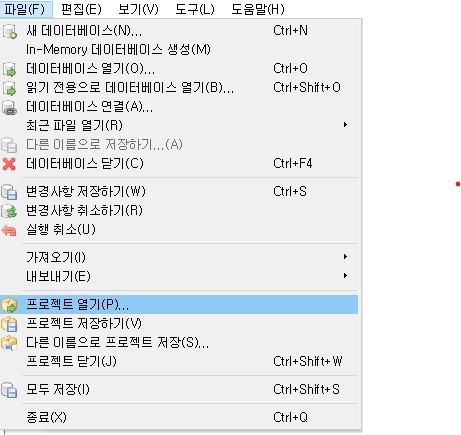 파일(F) 편집(E) 보기(V) 도구(L) 도움말(H)
새 데이터베이스(N)... Ctrl+N
In-Memory 데이터베이스 생성(M)
데이터베이스 열기(O)... Ctrl+O
읽기 전용으로 데이터베이스 열기(B)... Ctrl+Shift+O
데이터베이스 연결(A)...
최근 파일 열기(R)
다른 이름으로 저장하기...(A)
데이터베이스 닫기(C) Ctrl+F4
변경사항 저장하기(W) Ctrl+S
변경사항 취소하기(R)
실행 취소(U)
가져오기(I)
내보내기(E)
프로젝트 열기(P)...
프로젝트 저장하기(V)
다른 이름으로 프로젝트 저장(S)...
프로젝트 닫기(J) Ctrl+Shift+W
모두 저장(I) Ctrl+Shift+S
종료(X) Ctrl+Q